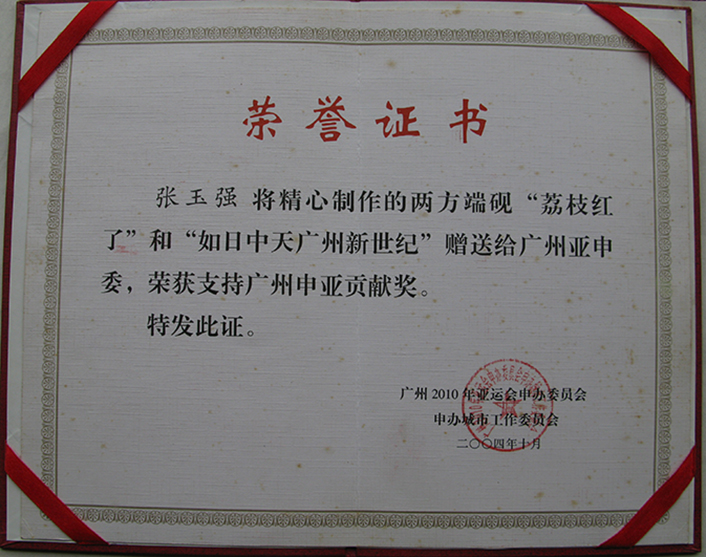 荣誉证书
张玉强 将精心制作的两方端砚“荔枝红
了”和“如日中天广州新世纪”赠送给广州亚申
委，荣获支持广州申亚贡献奖。
特发此证。
广州2010年亚运会申办委员会
申办城市工作委员会
二〇〇四年十月